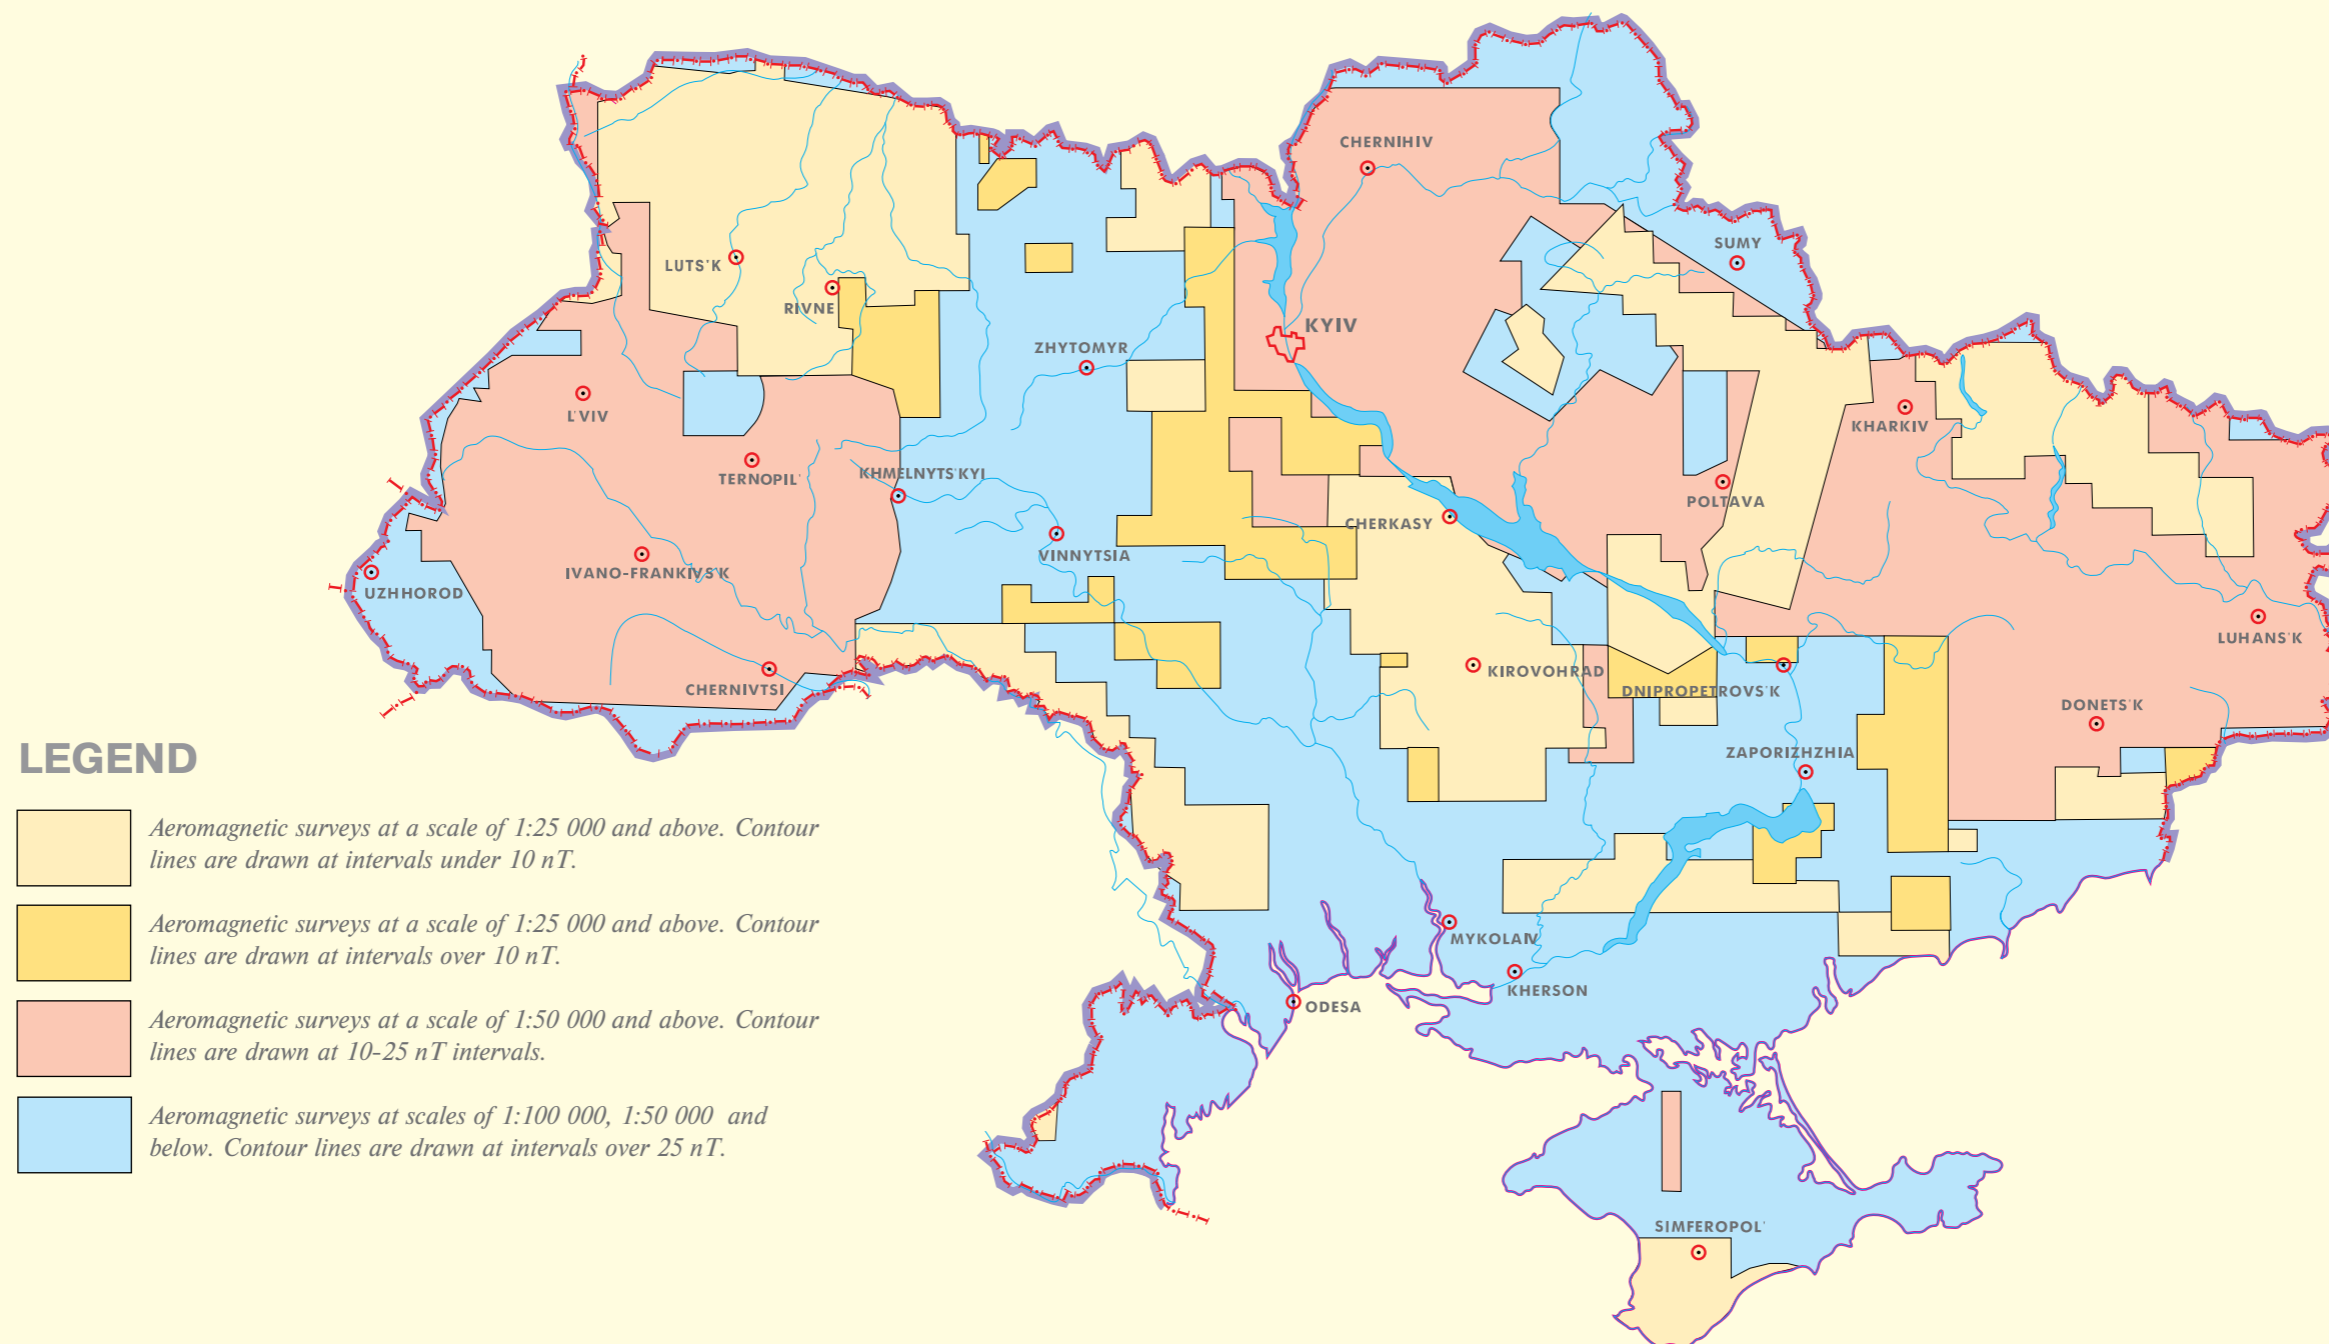 CHERNIHIV
SUMY
LUTS'K
RIVNE
KYIV
ZHYTOMYR
L'VIV
KHARKIV
TERNOPIL'
KHMELNYTS'KYI
POLTAVA
CHERKASY
VINNYTSIA
IVANO-FRANKIVS'K
UZHHOROD
LUHANS'K
KIROVOHRAD
CHERNIVTSI
DNIPROPETROVS'K
DONETS'K
ZAPORIZHZHIA
LEGEND
Aeromagnetic surveys at a scale of 1:25 000 and above. Contour
lines are drawn at intervals under 10 nT.
Aeromagnetic surveys at a scale of 1:25 000 and above. Contour
lines are drawn at intervals over 10 nT.
Aeromagnetic surveys at a scale of 1:50 000 and above. Contour
lines are drawn at 10-25 nT intervals.
Aeromagnetic surveys at scales of 1:100 000, 1:50 000 and
below. Contour lines are drawn at intervals over 25 nT.
MYKOLAIV
KHERSON
ODESA
SIMFEROPOL'